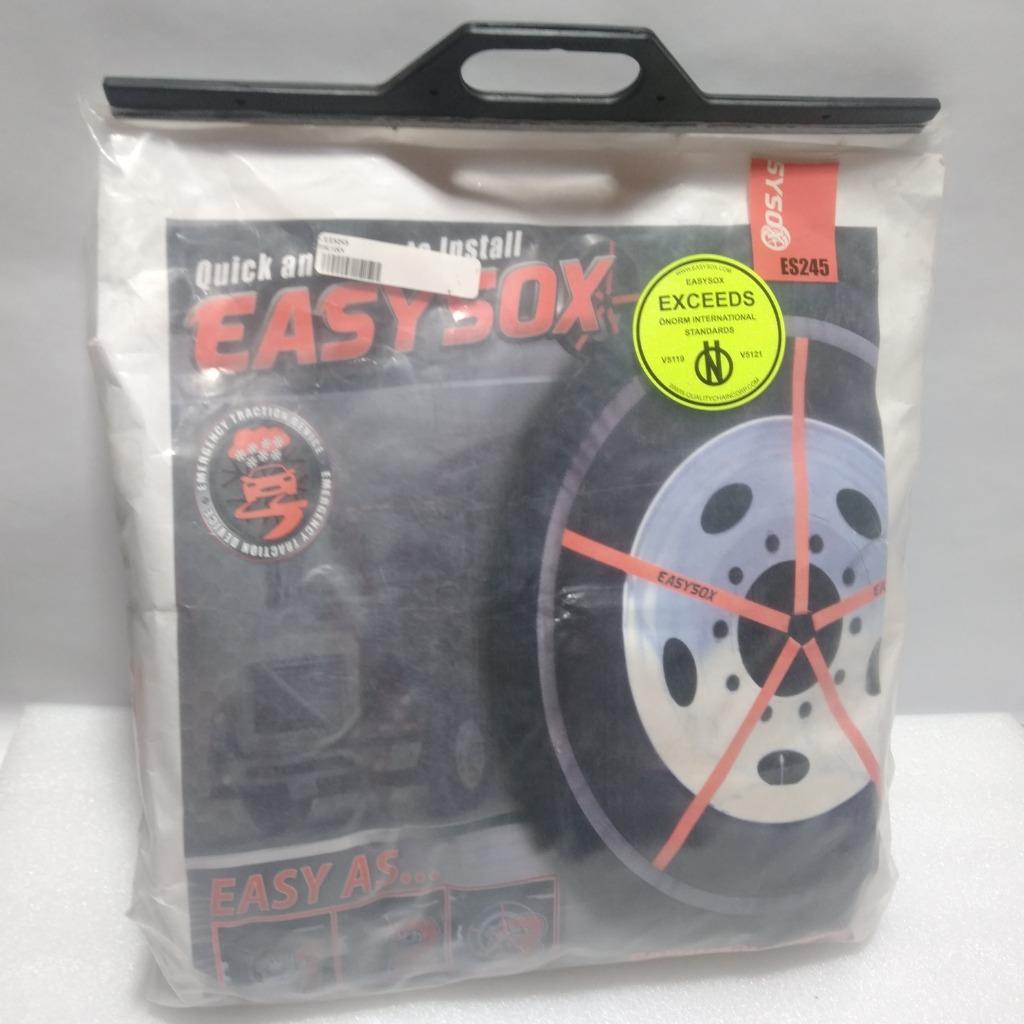 SYSOX
ES245
Quick an to Install
EASYSOX
WWW.EASYSOX.COM
EASYSOX
EXCEEDS
ÖNORM INTERNATIONAL
STANDARDS
V5119 V5121
WWW.QUALITYCHAINCORP.COM
EMERGENCY TRACTION DEVICE • EMERGENCY TRACTION DEVICE •
EASYSOX
EA
EASY AS...